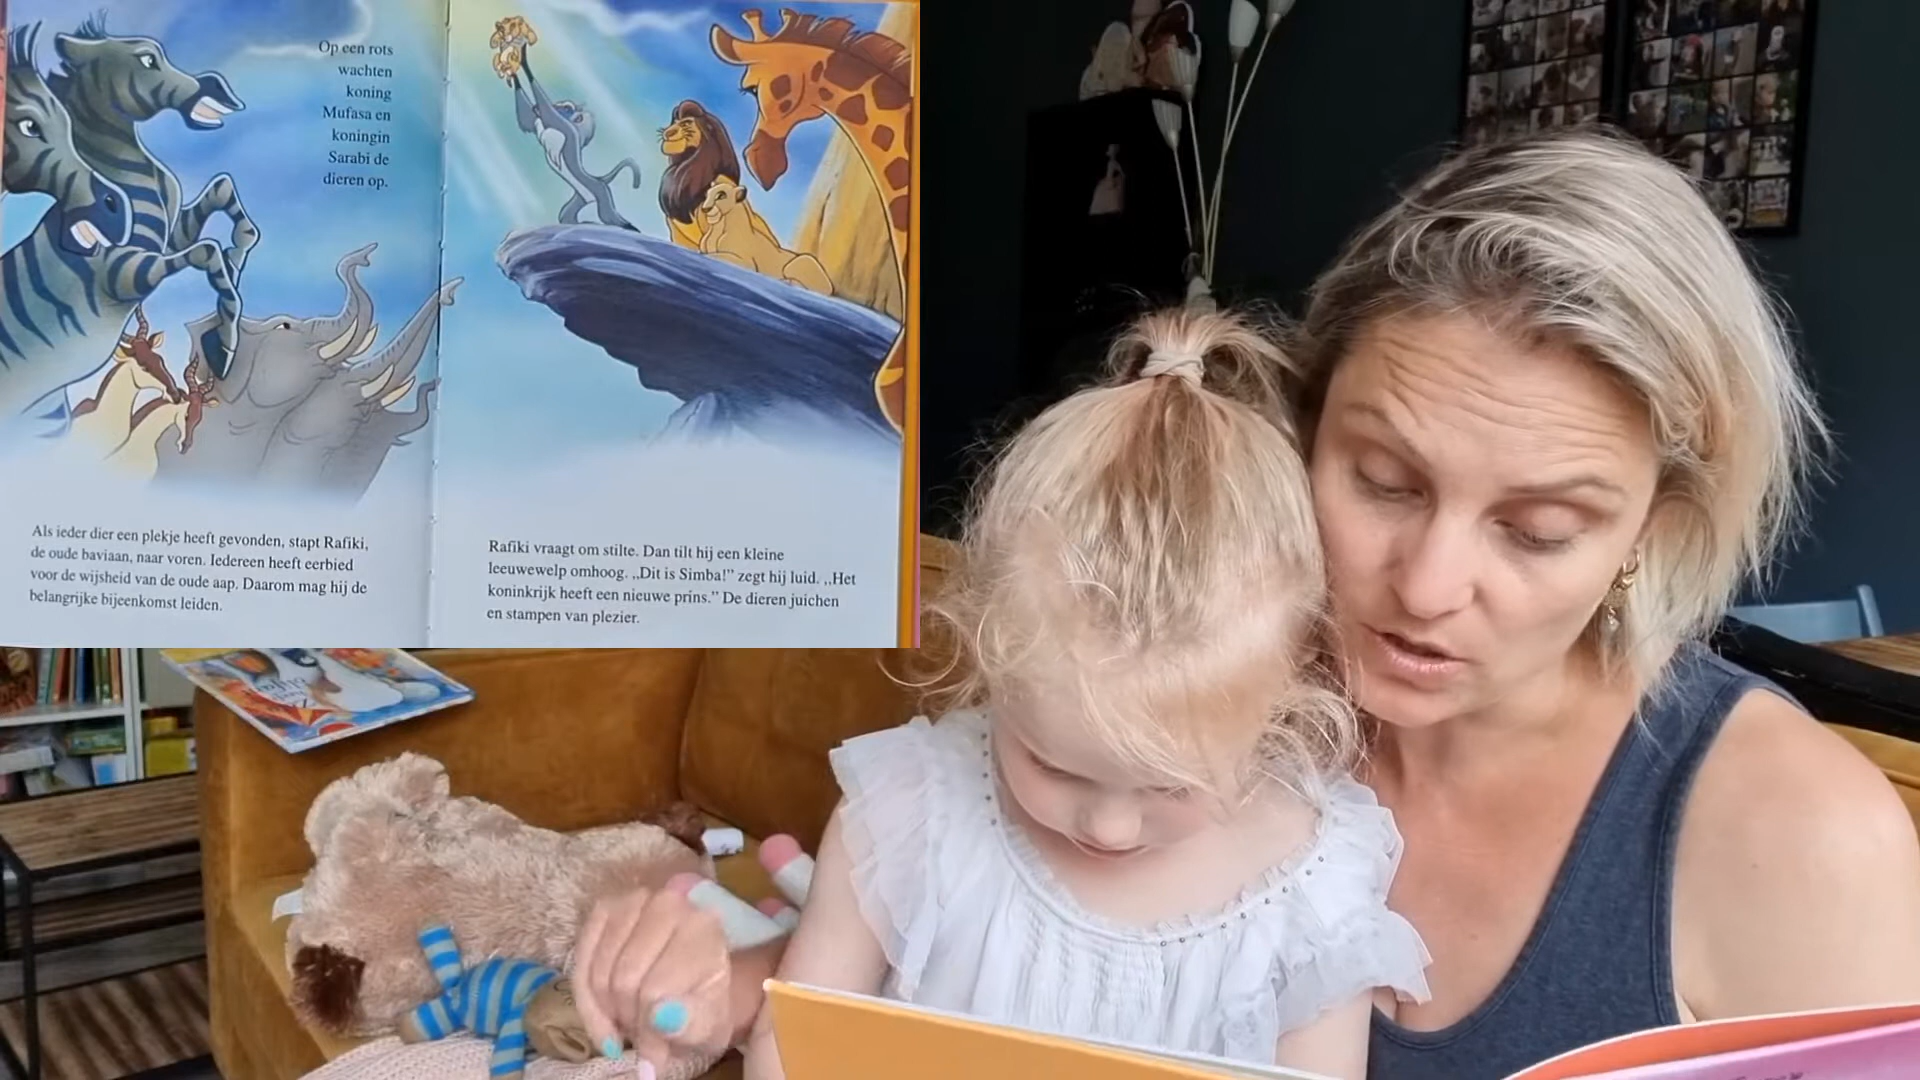 Op een rots
wachten
koning
Mufasa en
koningin
Sarabi de
dieren op.
Als ieder dier een plekje heeft gevonden, stapt Rafiki,
de oude baviaan, naar voren. Iedereen heeft eerbied
voor de wijsheid van de oude aap. Daarom mag hij de
belangrijke bijeenkomst leiden.
Rafiki vraagt om stilte. Dan tilt hij een kleine
leeuwewelp omhoog. „Dit is Simba!” zegt hij luid. „Het
koninkrijk heeft een nieuwe prins.” De dieren juichen
en stampen van plezier.